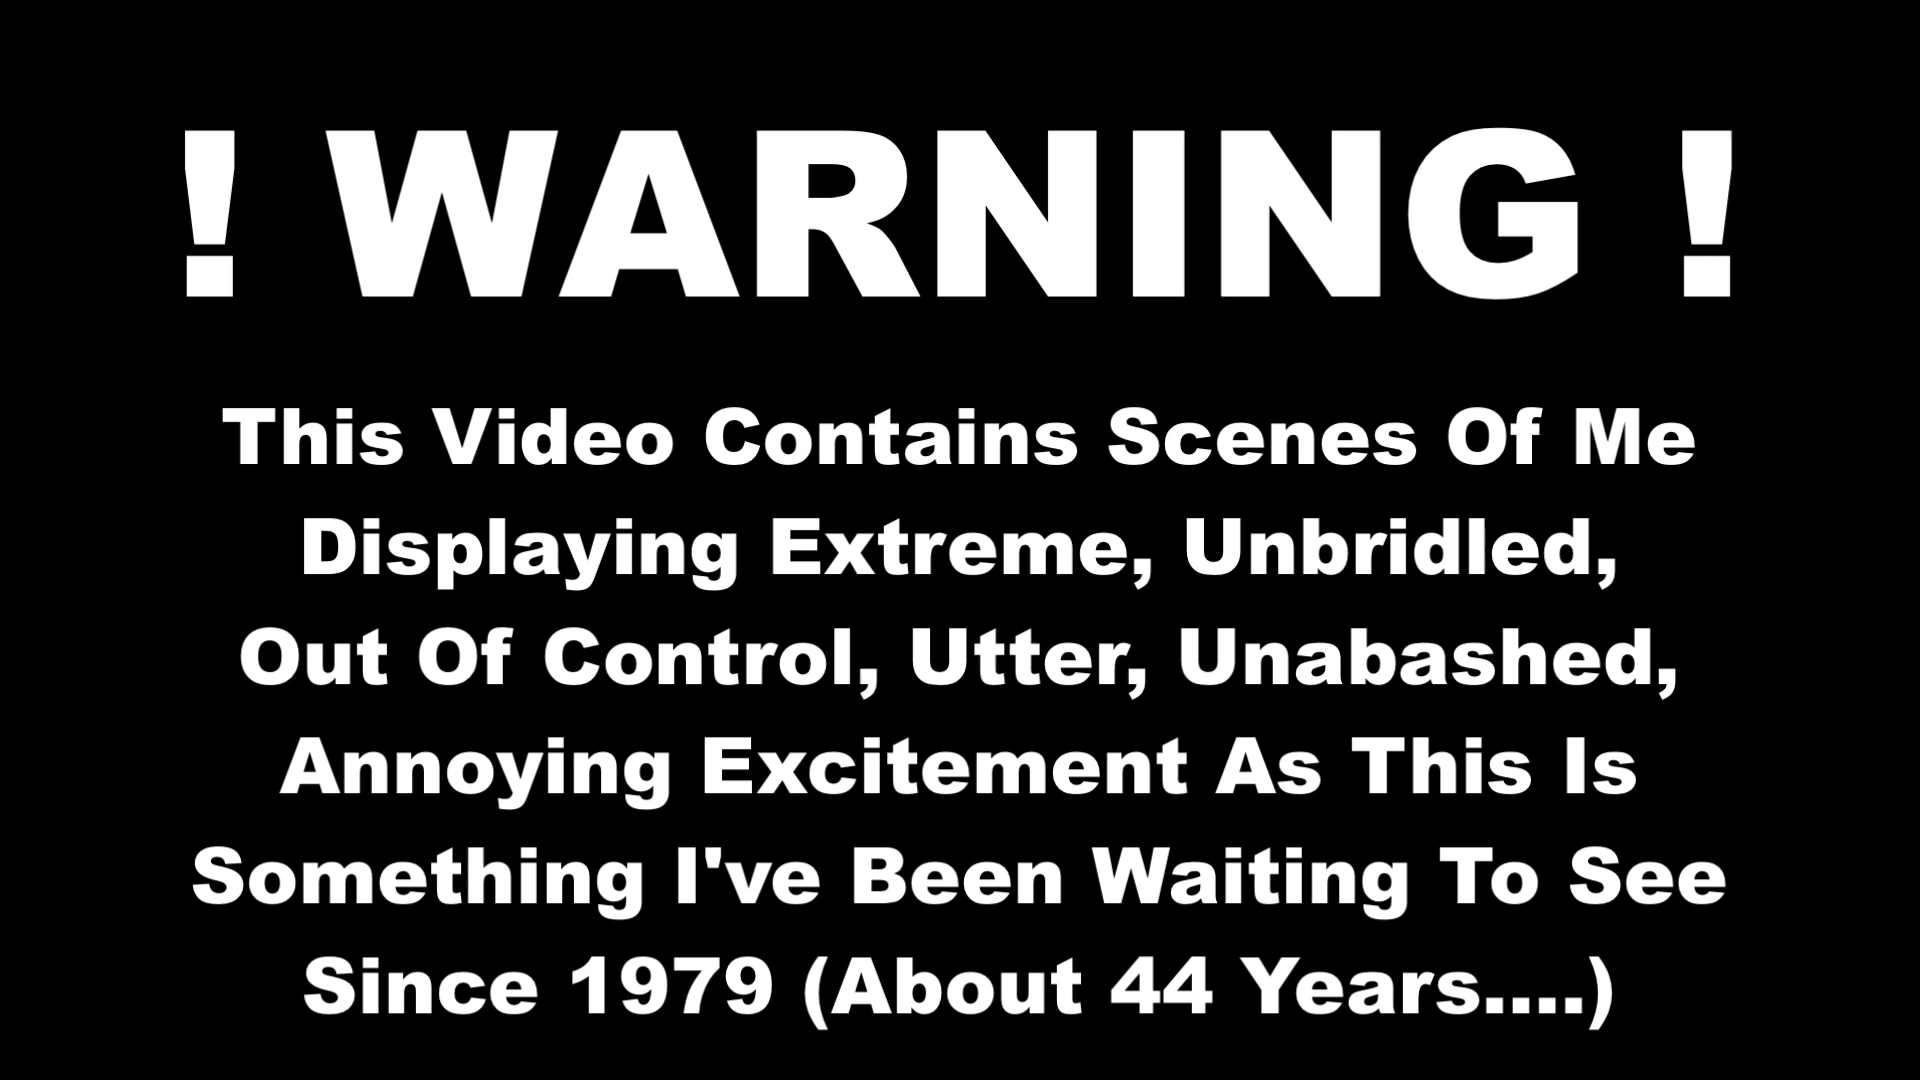 ! WARNING !
This Video Contains Scenes Of Me
Displaying Extreme, Unbridled,
Out Of Control, Utter, Unabashed,
Annoying Excitement As This Is
Something I've Been Waiting To See
Since 1979 (About 44 Years....)